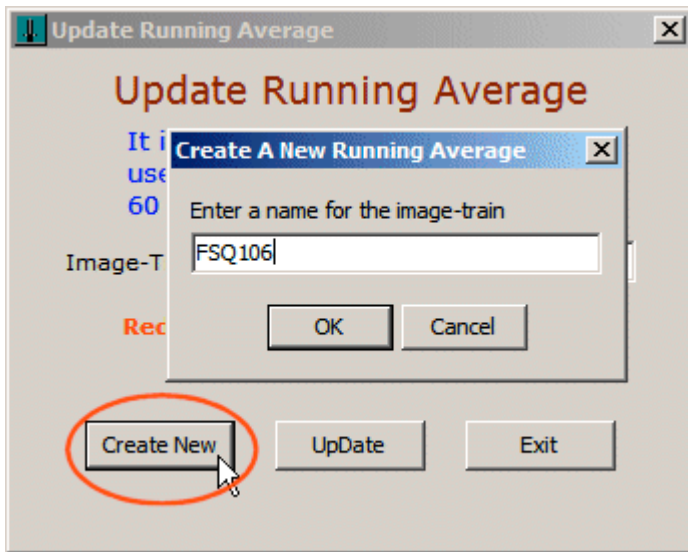 Update Running Average
Update Running Average
It i
use
60
Create A New Running Average
Enter a name for the image-train
FSQ106
Image-T
Rec
OK Cancel
Create New UpDate Exit